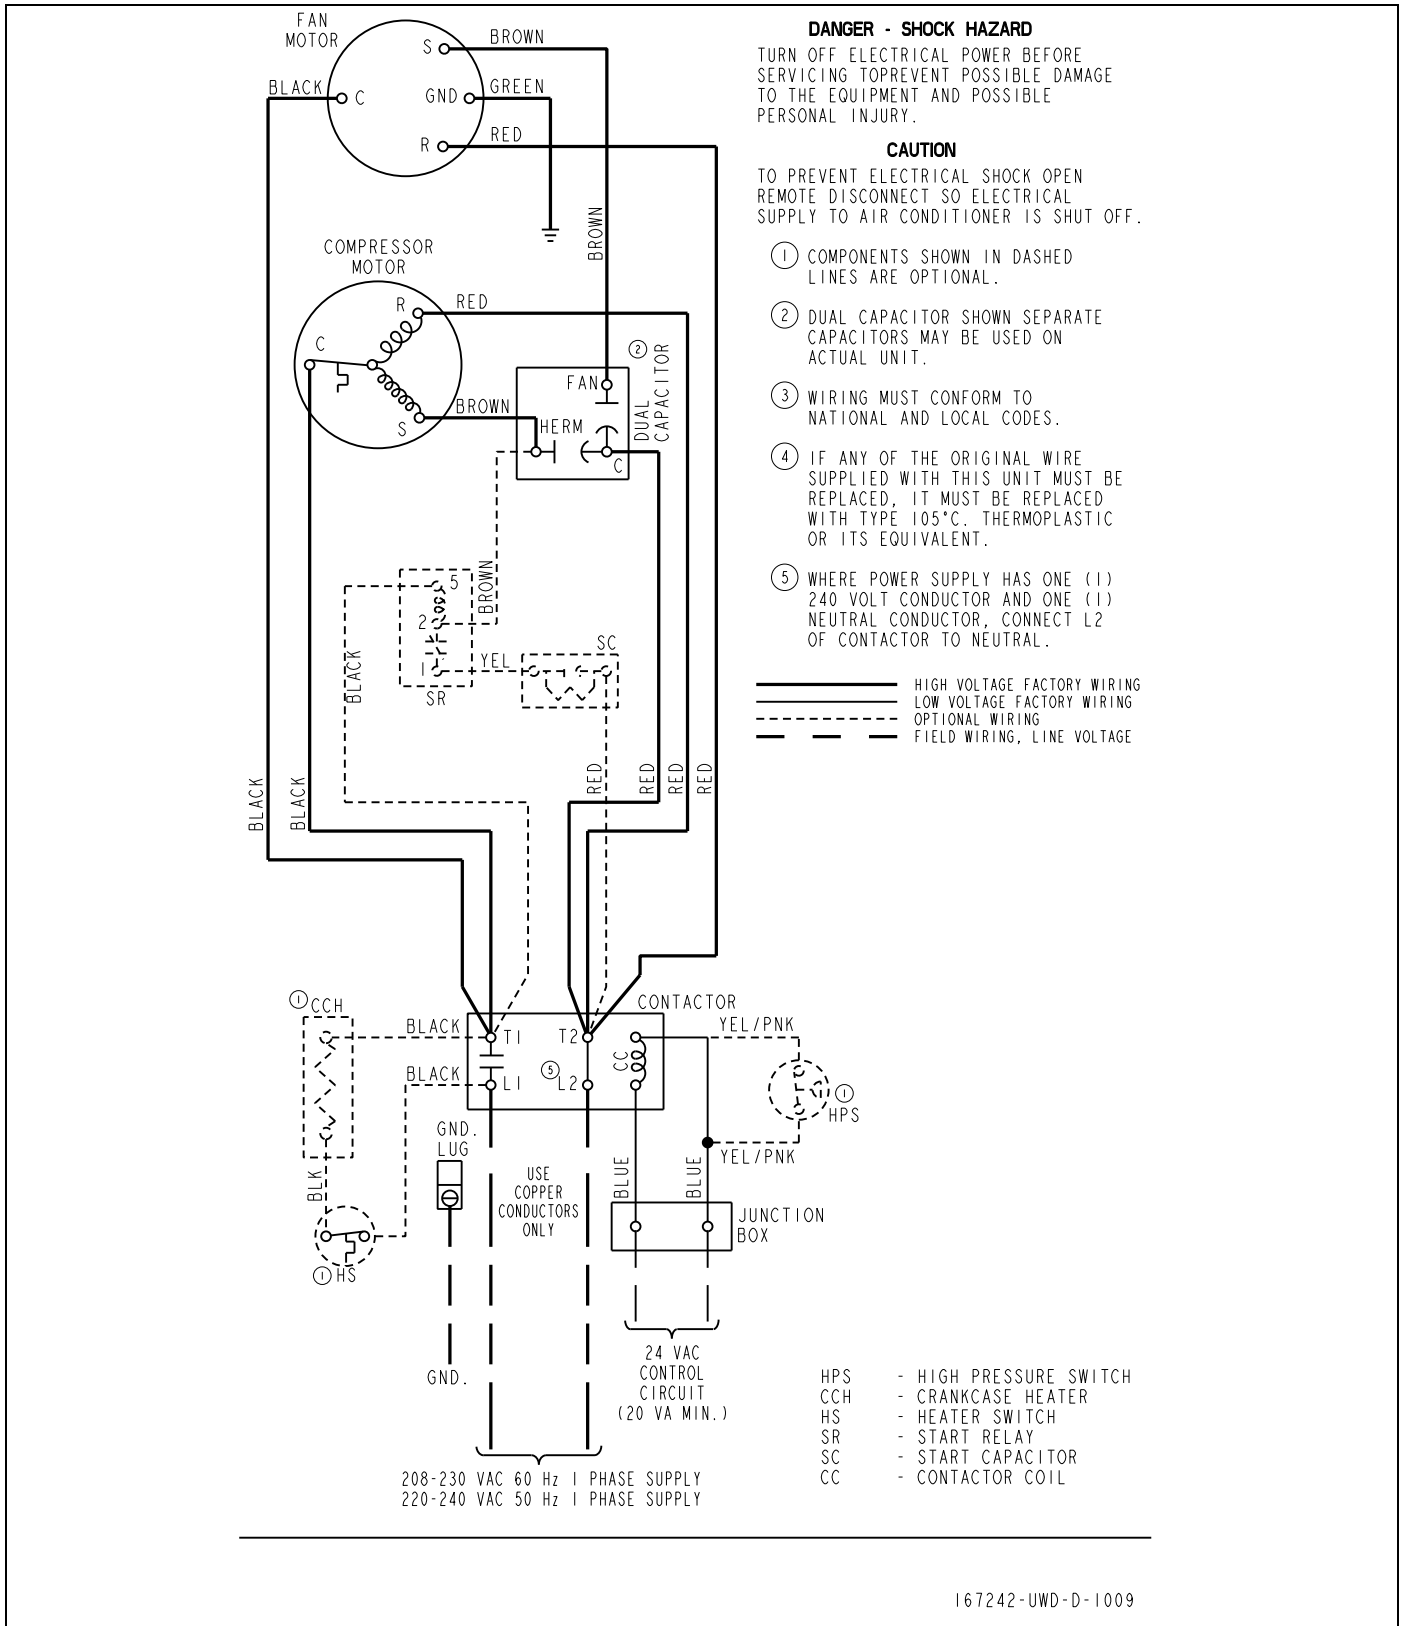 FAN
MOTOR
S
BROWN
BLACK
C
GND
GREEN
R
RED
BROWN
COMPRESSOR
MOTOR
R
RED
C
S
BROWN
FAN
HERM
C
2
DUAL
CAPACITOR
5
2
1
SR
BROWN
BLACK
YEL
SC
BLACK
BLACK
RED
RED
RED
RED
DANGER - SHOCK HAZARD
TURN OFF ELECTRICAL POWER BEFORE
SERVICING TOPREVENT POSSIBLE DAMAGE
TO THE EQUIPMENT AND POSSIBLE
PERSONAL INJURY.
CAUTION
TO PREVENT ELECTRICAL SHOCK OPEN
REMOTE DISCONNECT SO ELECTRICAL
SUPPLY TO AIR CONDITIONER IS SHUT OFF.
1 COMPONENTS SHOWN IN DASHED
LINES ARE OPTIONAL.
2 DUAL CAPACITOR SHOWN SEPARATE
CAPACITORS MAY BE USED ON
ACTUAL UNIT.
3 WIRING MUST CONFORM TO
NATIONAL AND LOCAL CODES.
4 IF ANY OF THE ORIGINAL WIRE
SUPPLIED WITH THIS UNIT MUST BE
REPLACED, IT MUST BE REPLACED
WITH TYPE 105°C. THERMOPLASTIC
OR ITS EQUIVALENT.
5 WHERE POWER SUPPLY HAS ONE (1)
240 VOLT CONDUCTOR AND ONE (1)
NEUTRAL CONDUCTOR, CONNECT L2
OF CONTACTOR TO NEUTRAL.
HIGH VOLTAGE FACTORY WIRING
LOW VOLTAGE FACTORY WIRING
OPTIONAL WIRING
FIELD WIRING, LINE VOLTAGE
1 CCH
BLACK
BLACK
CONTACTOR
T1
T2
CC
L1
5 L2
YEL/PNK
1
HPS
YEL/PNK
GND.
LUG
BLK
1 HS
USE
COPPER
CONDUCTORS
ONLY
BLUE
BLUE
JUNCTION
BOX
GND.
24 VAC
CONTROL
CIRCUIT
(20 VA MIN.)
208-230 VAC 60 Hz 1 PHASE SUPPLY
220-240 VAC 50 Hz 1 PHASE SUPPLY
HPS - HIGH PRESSURE SWITCH
CCH - CRANKCASE HEATER
HS - HEATER SWITCH
SR - START RELAY
SC - START CAPACITOR
CC - CONTACTOR COIL
167242-UWD-D-1009